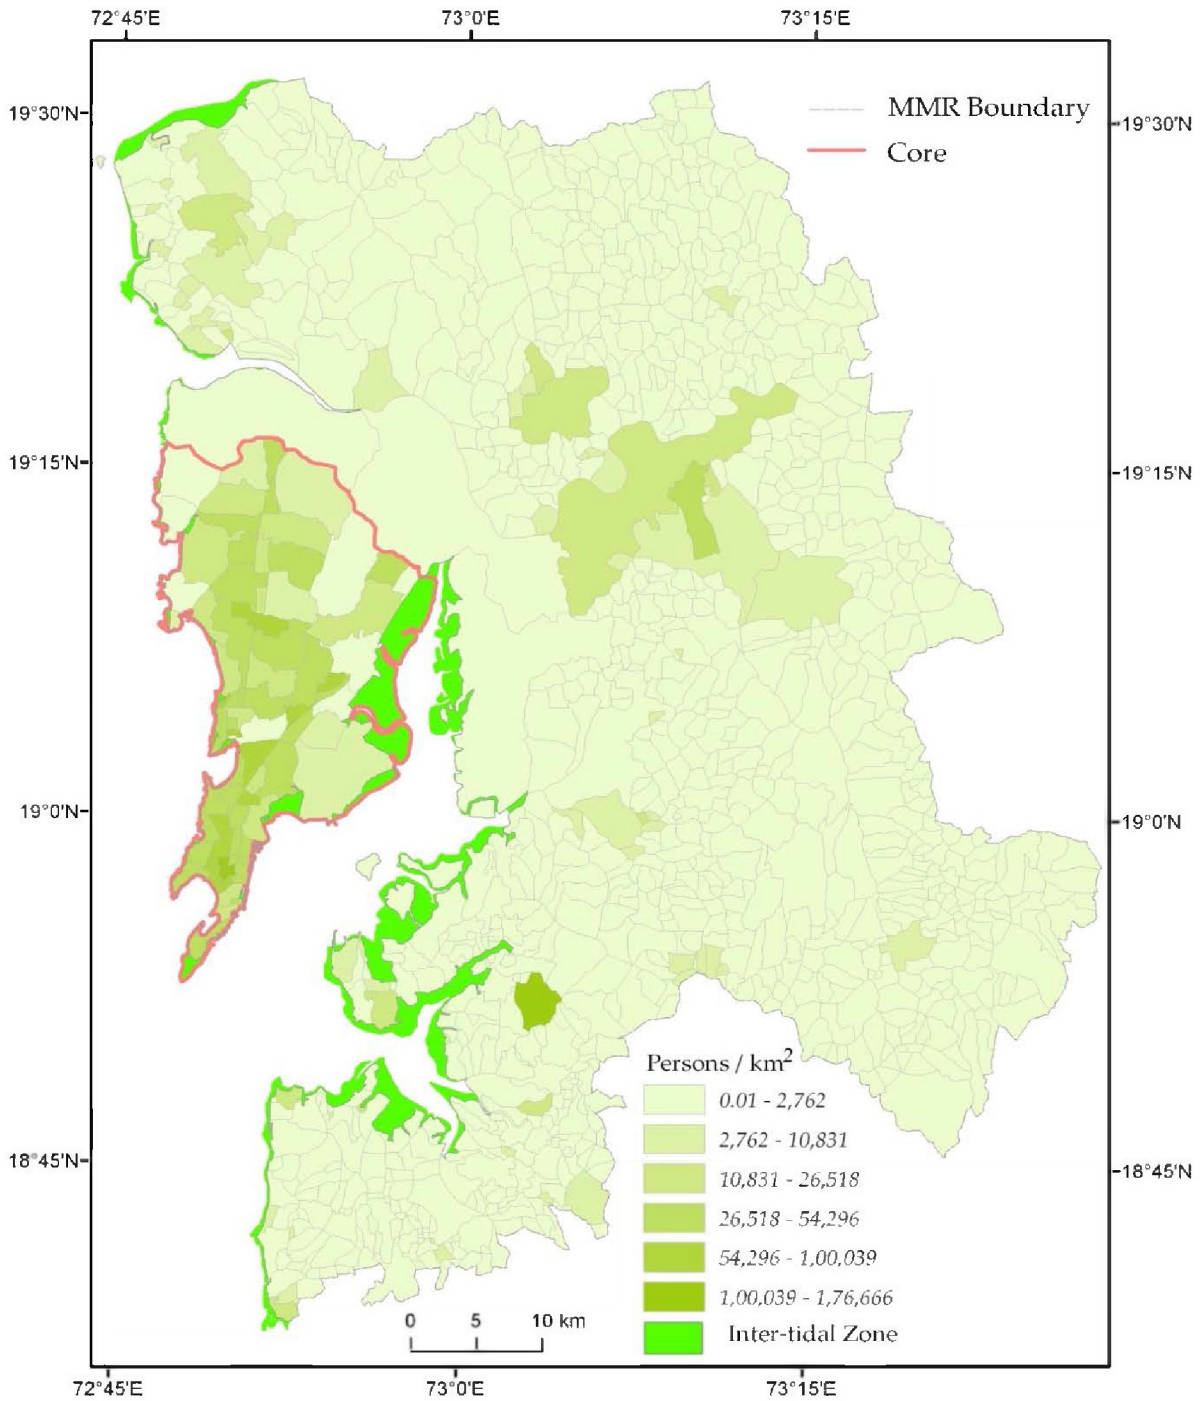 72°45'E 73°0'E 73°15'E
19°30'N
19°30'N
MMR Boundary
Core
19°15'N
19°15'N
19°0'N
19°0'N
Persons / km2
0.01 - 2,762
2,762 - 10,831
18°45'N
18°45'N
10,831 - 26,518
26,518 - 54,296
54,296 - 1,00,039
1,00,039 - 1,76,666
0 5 10 km
Inter-tidal Zone
72°45'E 73°0'E 73°15'E